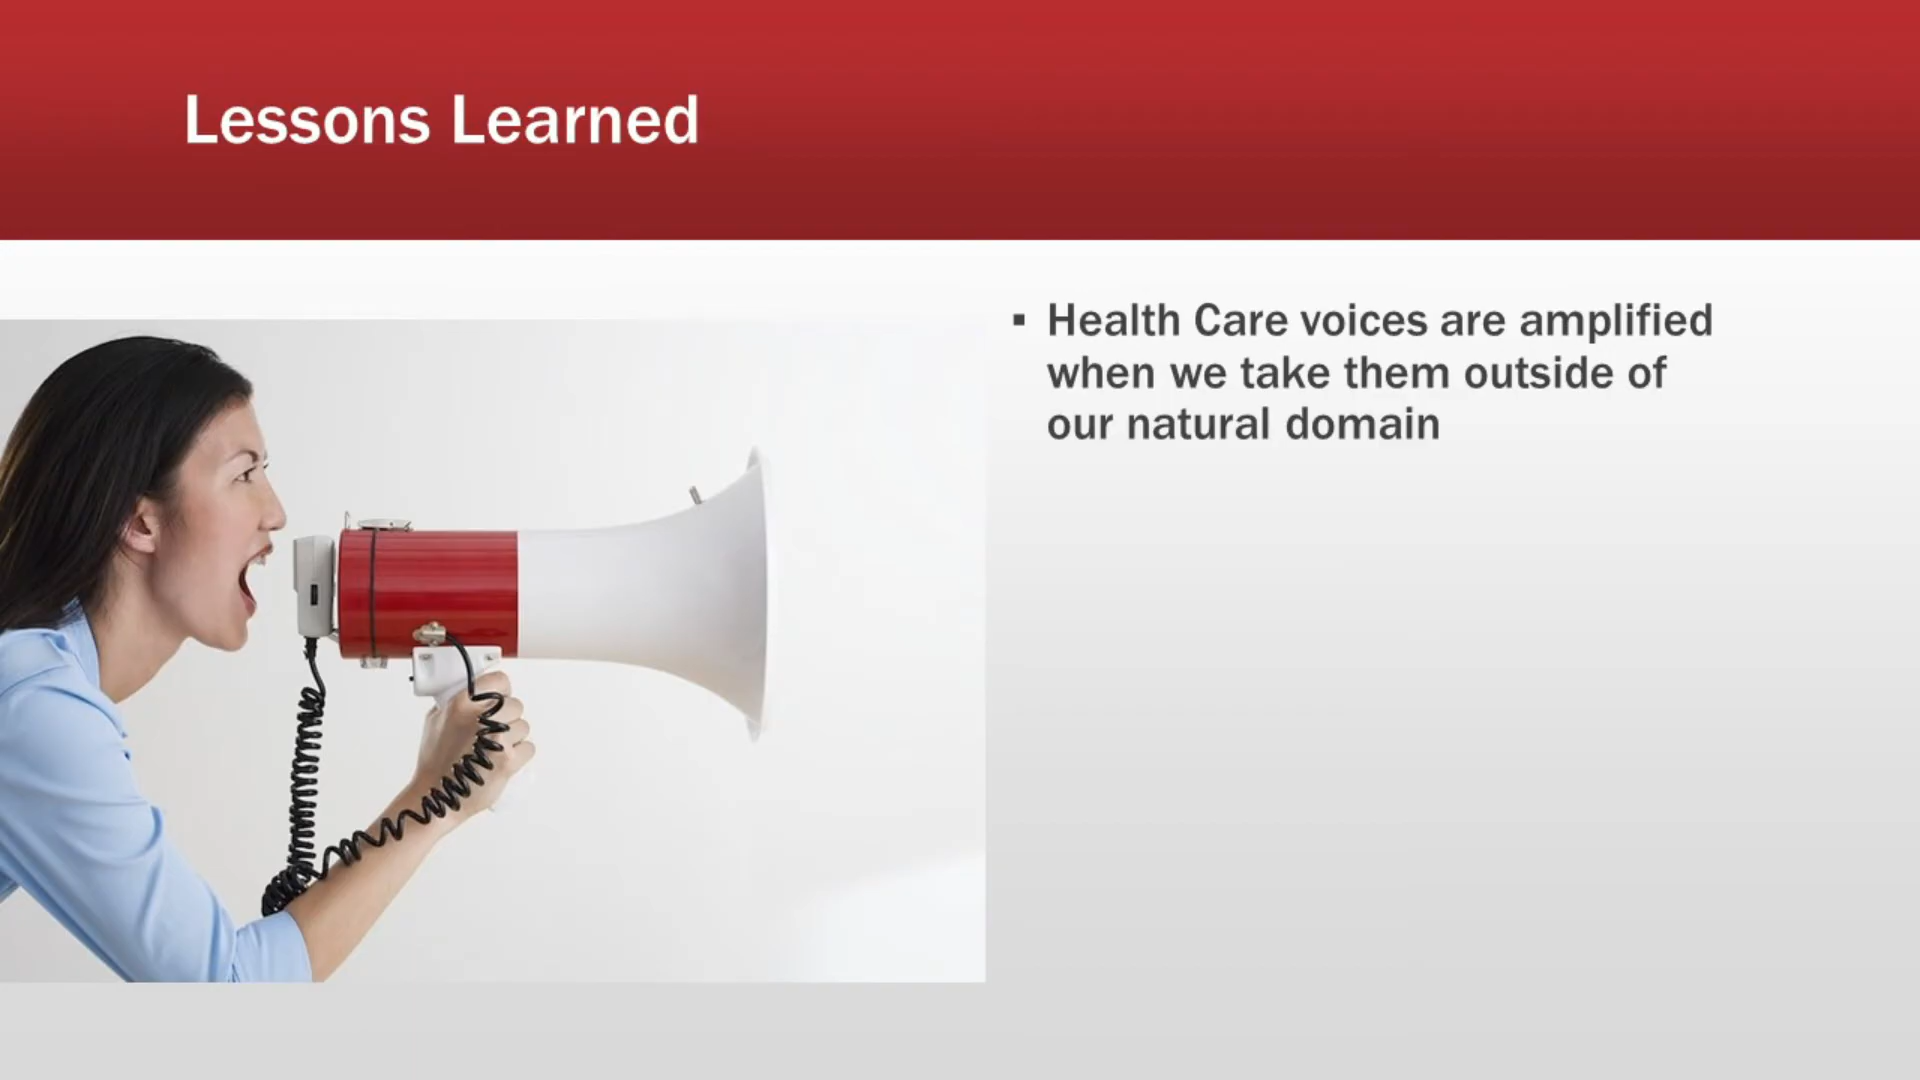 Lessons Learned
▪ Health Care voices are amplified
when we take them outside of
our natural domain